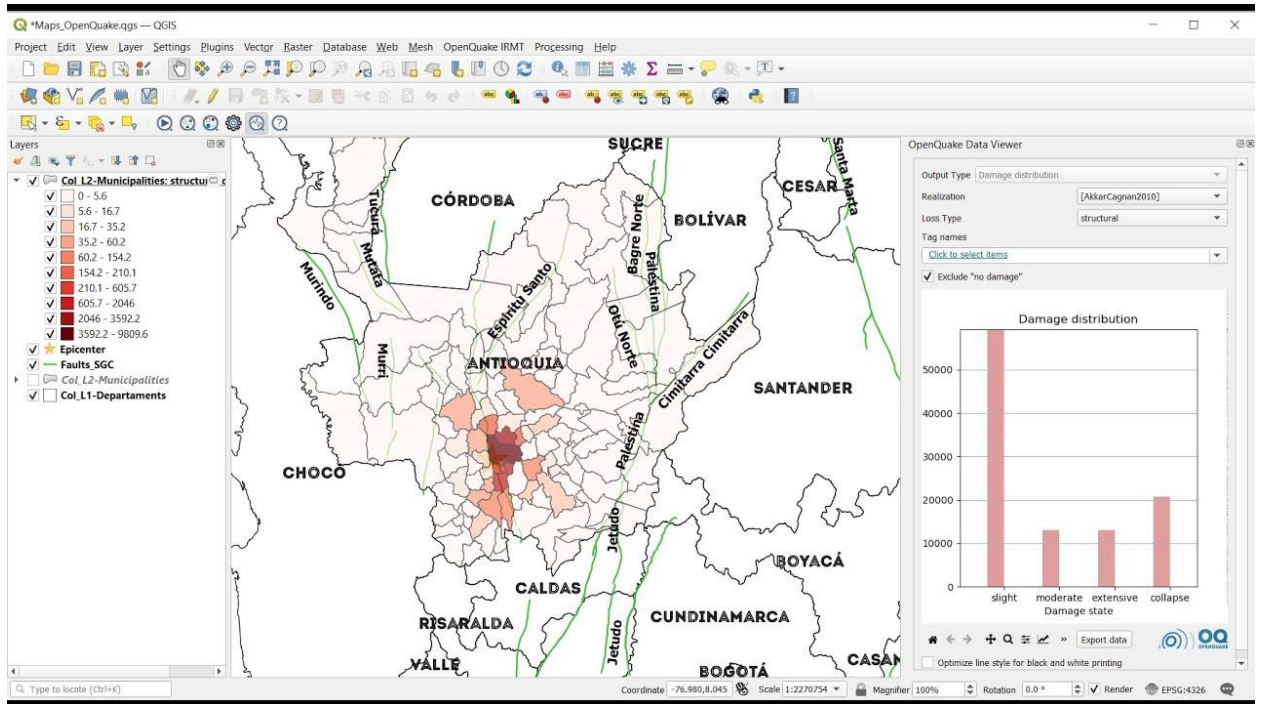 *Maps_OpenQuake.qgs — QGIS
Project Edit View Layer Settings Plugins Vector Raster Database Web Mesh OpenQuake IRMT Processing Help
Layers
Col_L2-Municipalities: structu
0 - 5.6
5.6 - 16.7
16.7 - 35.2
35.2 - 60.2
60.2 - 154.2
154.2 - 210.1
210.1 - 605.7
605.7 - 2046
2046 - 3592.2
3592.2 - 9809.6
Epicenter
Faults_SGC
Col_L2-Municipalities
Col_L1-Departaments
SUCRE
Santa Marta
CESAR
CÓRDOBA
Tucurá
BOLÍVAR
Bagre Norte
Palestina
Mutatá
Murindo
Espíritu Santo
Otú Norte
Cimitarra Cimitarra
Murrí
ANTIOQUIA
SANTANDER
Palestina
CHOCÓ
Jetudo
BOYACÁ
CALDAS
CUNDINAMARCA
RISARALDA
Jetudo
VALLE
BOGOTÁ
CASAN
OpenQuake Data Viewer
Output Type Damage distribution
Realization [AkkarCagnan2010]
Loss Type structural
Tag names
Click to select items
Exclude "no damage"
Damage distribution
50000
40000
30000
20000
10000
0
slight moderate extensive collapse
Damage state
Export data
OQ
OPENQUAKE
Optimize line style for black and white printing
Type to locate (Ctrl+K)
Coordinate -76.980,8.045 Scale 1:2270754 Magnifier 100% Rotation 0.0 ° Render EPSG:4326